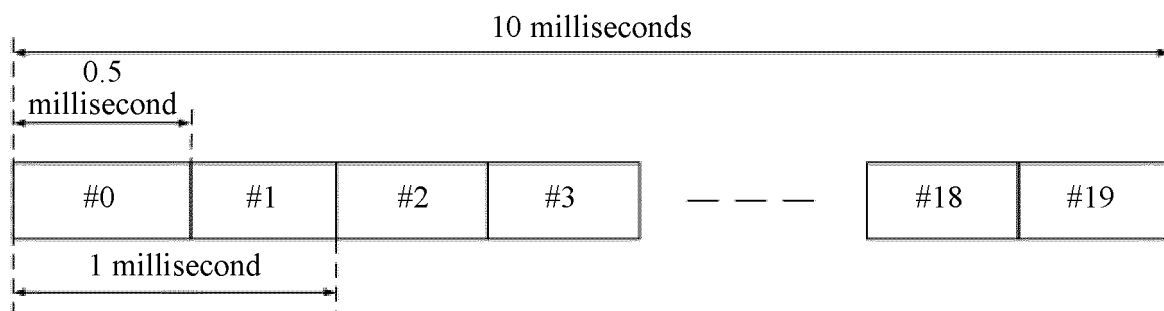 10 milliseconds
0.5
millisecond
#0 #1 #2 #3 #18 #19
1 millisecond